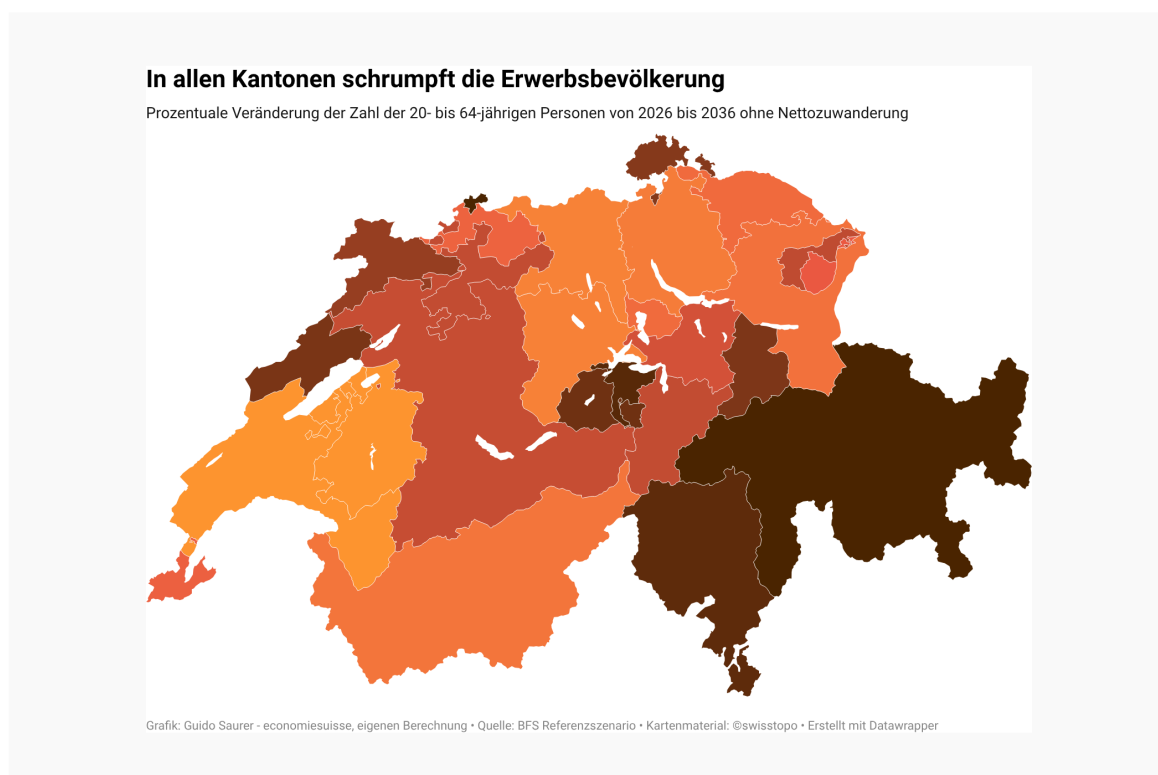 In allen Kantonen schrumpft die Erwerbsbevölkerung
Prozentuale Veränderung der Zahl der 20- bis 64-jährigen Personen von 2026 bis 2036 ohne Nettozuwanderung
Grafik: Guido Saurer - economiesuisse, eigenen Berechnung • Quelle: BFS Referenzszenario • Kartenmaterial: ©swisstopo • Erstellt mit Datawrapper